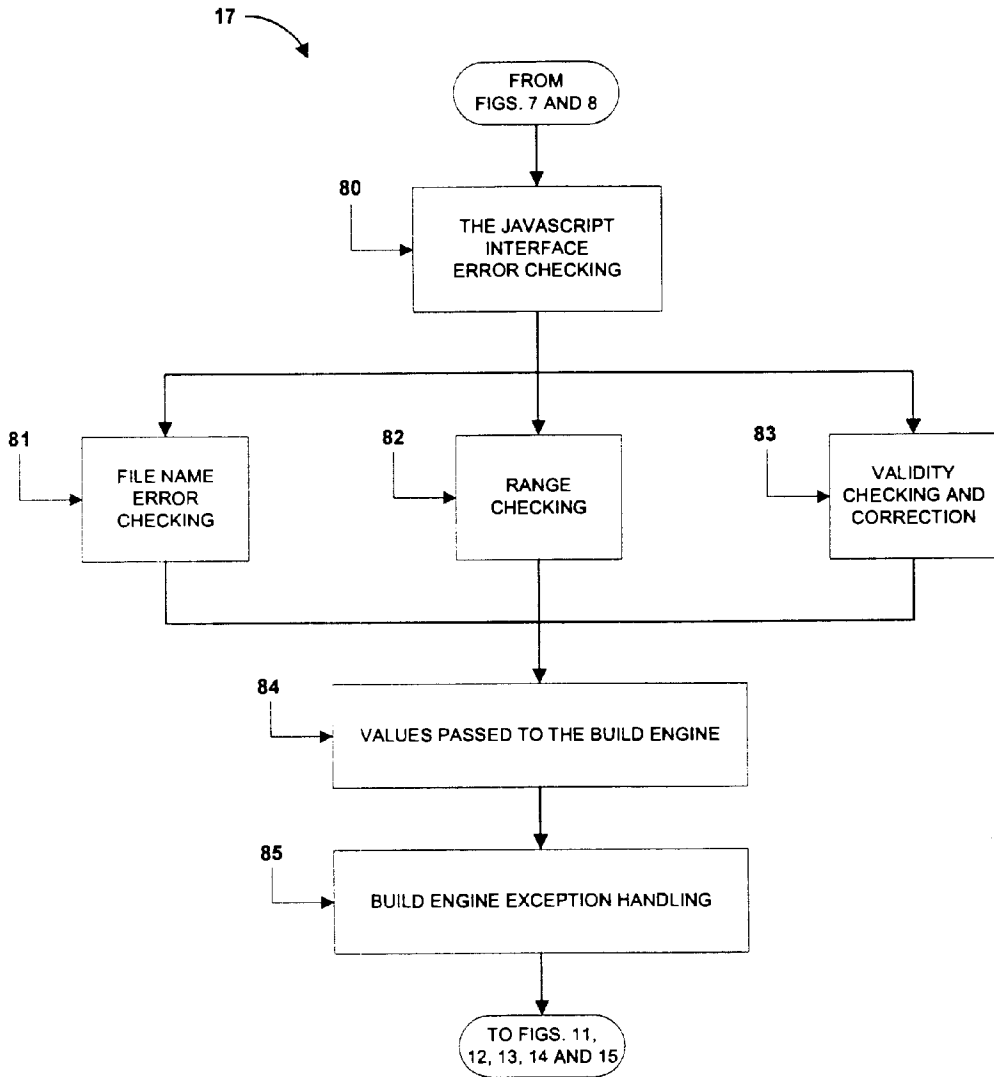 17
FROM
FIGS. 7 AND 8
80
THE JAVASCRIPT
INTERFACE
ERROR CHECKING
81
FILE NAME
ERROR
CHECKING
82
RANGE
CHECKING
83
VALIDITY
CHECKING AND
CORRECTION
84
VALUES PASSED TO THE BUILD ENGINE
85
BUILD ENGINE EXCEPTION HANDLING
TO FIGS. 11,
12, 13, 14 AND 15